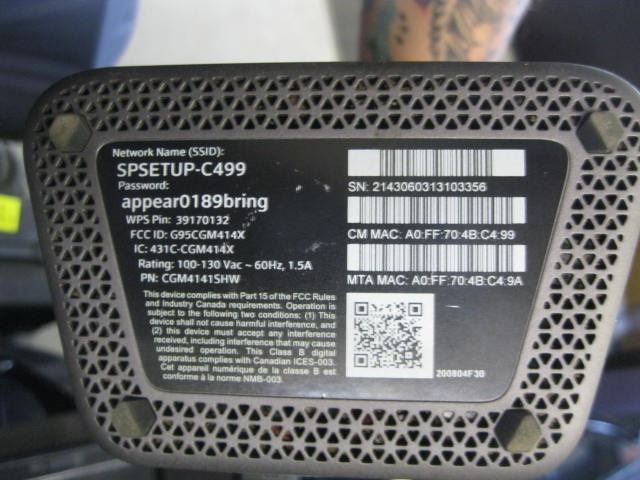 Network Name (SSID):
SPSETUP-C499
Password:
appear0189bring
WPS Pin: 39170132
FCC ID: G95CGM414X
IC: 431C-CGM414X
Rating: 100-130 Vac ~ 60Hz, 1.5A
PN: CGM4141SHW
This device complies with Part 15 of the FCC Rules
and Industry Canada requirements. Operation is
subject to the following two conditions: (1) This
device shall not cause harmful interference, and
(2) this device must accept any interference
received, including interference that may cause
undesired operation. This Class B digital
apparatus complies with Canadian ICES-003.
Cet appareil numérique de la classe B est
conforme à la norme NMB-003.
SN: 2143060313103356
CM MAC: A0:FF:70:4B:C4:99
MTA MAC: A0:FF:70:4B:C4:9A
200804F30